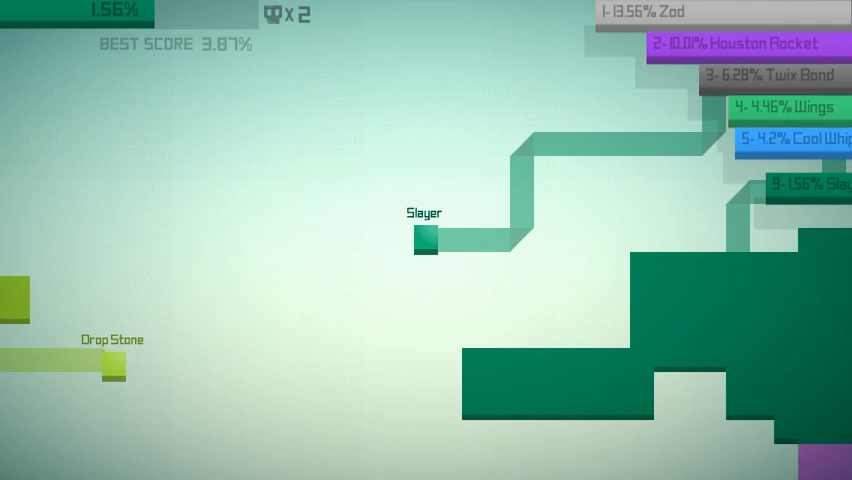 1.56%
x 2
BEST SCORE 3.87%
1- 13.56% Zod
2- 10.01% Houston Rocket
3- 6.28% Twix Bond
4- 4.46% Wings
5- 4.2% Cool Whip
9- 1.56% Slay
Slayer
Drop Stone